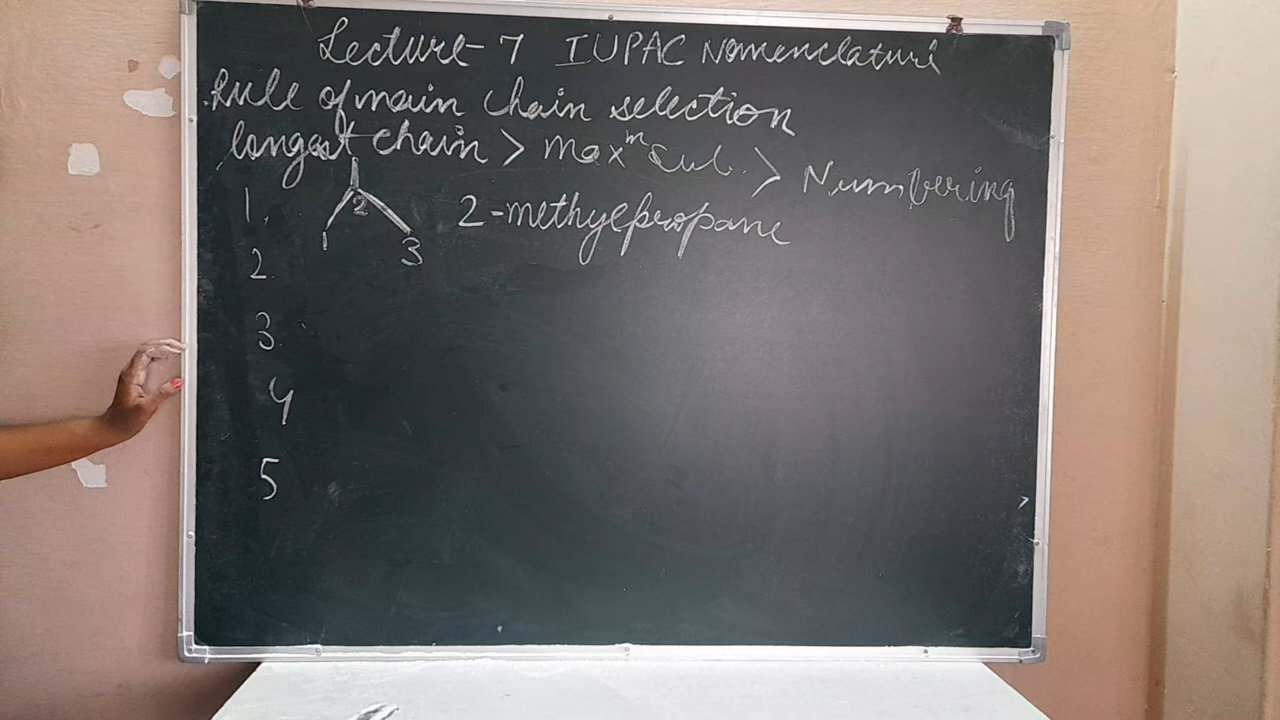 Lecture-7 IUPAC Nomenclature
Rule of main chain selection
longest chain > maxᵐ sub. > Numbering
1. 1 2 3 2-methylpropane
2.
3.
4
5